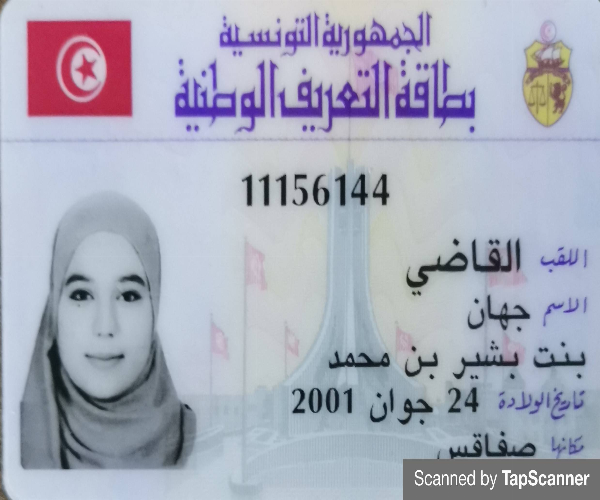 الجمهورية التونسية
بطاقة التعريف الوطنية
11156144
اللقب القاضي
الاسم جهان
بنت بشير بن محمد
تاريخ الولادة 24 جوان 2001
مكانها صفاقس
Scanned by TapScanner